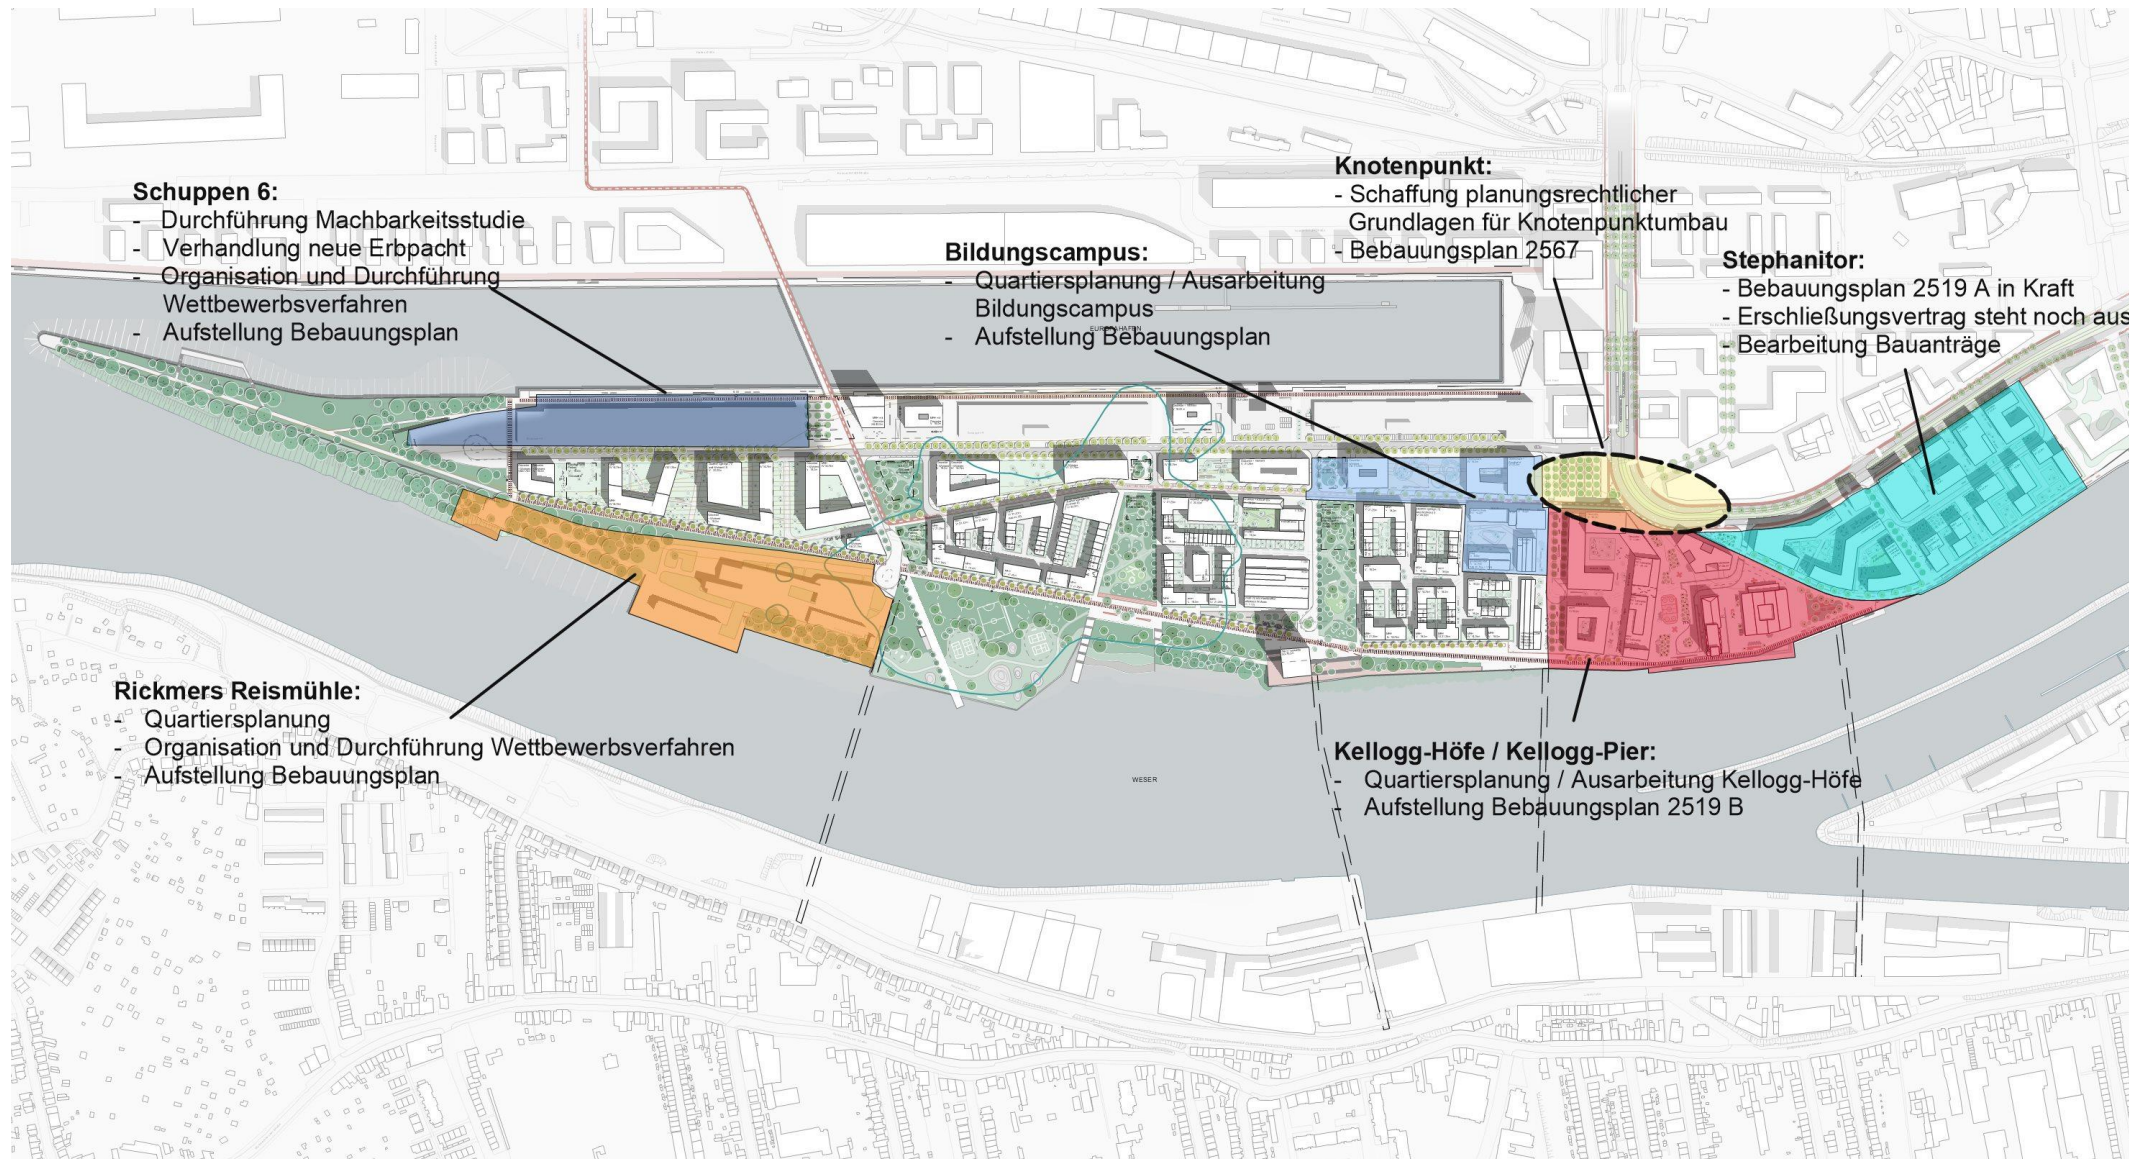 Schuppen 6:
- Durchführung Machbarkeitsstudie
- Verhandlung neue Erbpacht
- Organisation und Durchführung
Wettbewerbsverfahren
- Aufstellung Bebauungsplan
Bildungscampus:
- Quartiersplanung / Ausarbeitung
Bildungscampus
- Aufstellung Bebauungsplan
EUROPAHAFEN
Knotenpunkt:
- Schaffung planungsrechtlicher
Grundlagen für Knotenpunktumbau
- Bebauungsplan 2567
Stephanitor:
- Bebauungsplan 2519 A in Kraft
- Erschließungsvertrag steht noch aus
- Bearbeitung Bauanträge
Rickmers Reismühle:
- Quartiersplanung
- Organisation und Durchführung Wettbewerbsverfahren
- Aufstellung Bebauungsplan
WESER
Kellogg-Höfe / Kellogg-Pier:
- Quartiersplanung / Ausarbeitung Kellogg-Höfe
- Aufstellung Bebauungsplan 2519 B